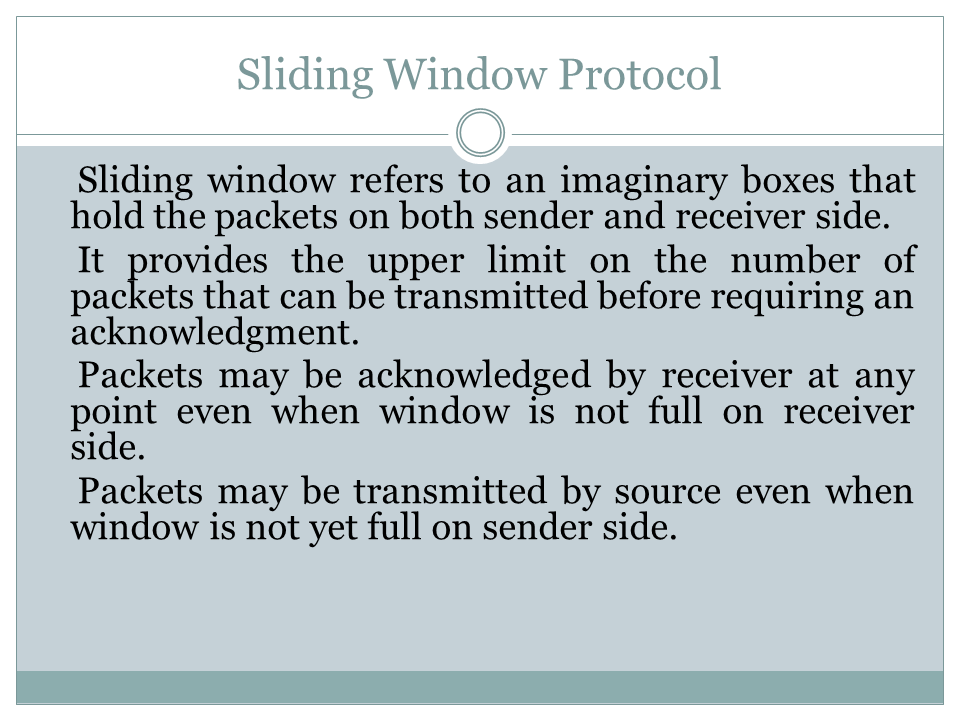 Sliding Window Protocol
Sliding window refers to an imaginary boxes that
hold the packets on both sender and receiver side.
It provides the upper limit on the number of
packets that can be transmitted before requiring an
acknowledgment.
Packets may be acknowledged by receiver at any
point even when window is not full on receiver
side.
Packets may be transmitted by source even when
window is not yet full on sender side.